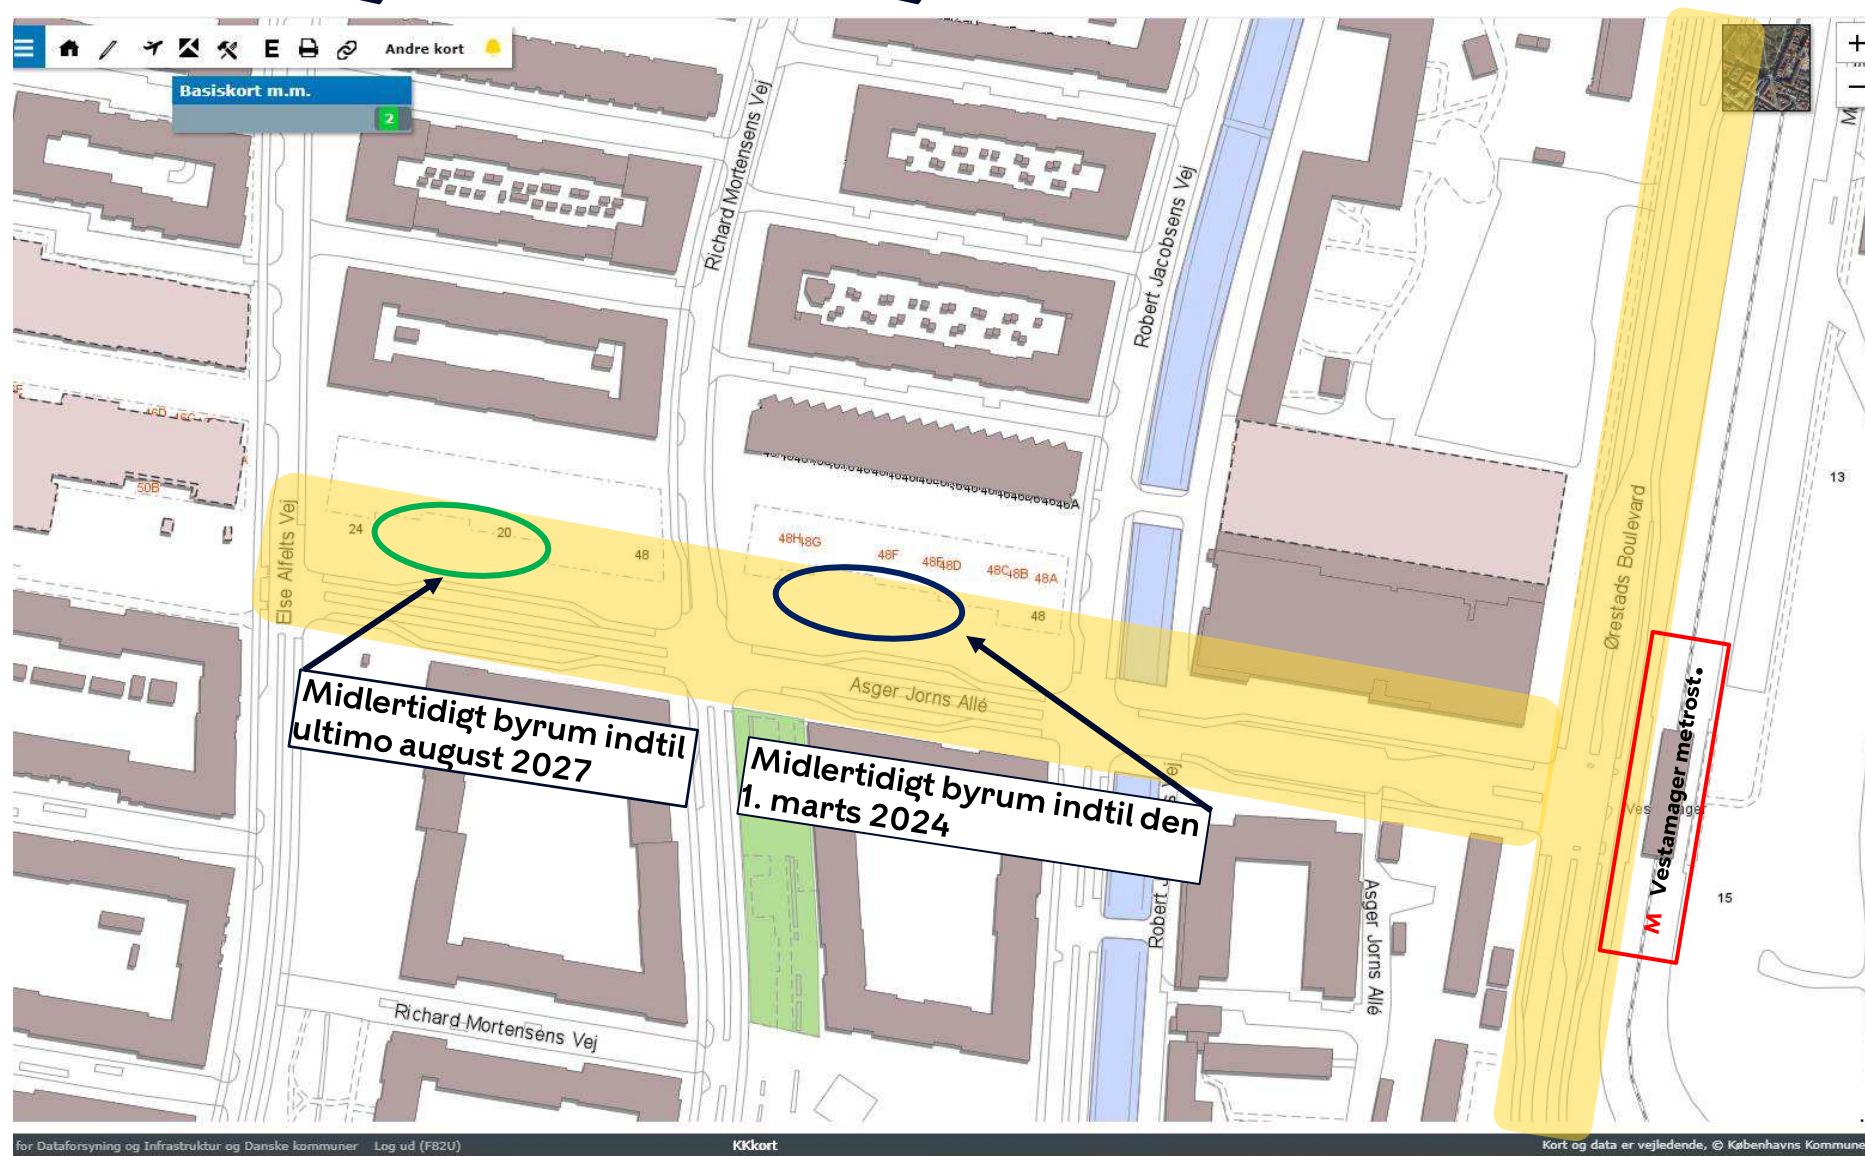 E Andre kort
Basiskort m.m.
2
Richard Mortensens Vej
Robert Jacobsens Vej
13
50B
Else Alfelts Vej
24
20
48
48H 48G
48F
48E 48D
48C 48B 48A
48
Ørestads Boulevard
Asger Jorns Allé
Midlertidigt byrum indtil
ultimo august 2027
Midlertidigt byrum indtil den
1. marts 2024
M Vestamager metrost.
15
Asger Jorns Allé
Richard Mortensens Vej
for Dataforsyning og Infrastruktur og Danske kommuner Log ud (F82U)
KKkort
Kort og data er vejledende, © Københavns Kommune